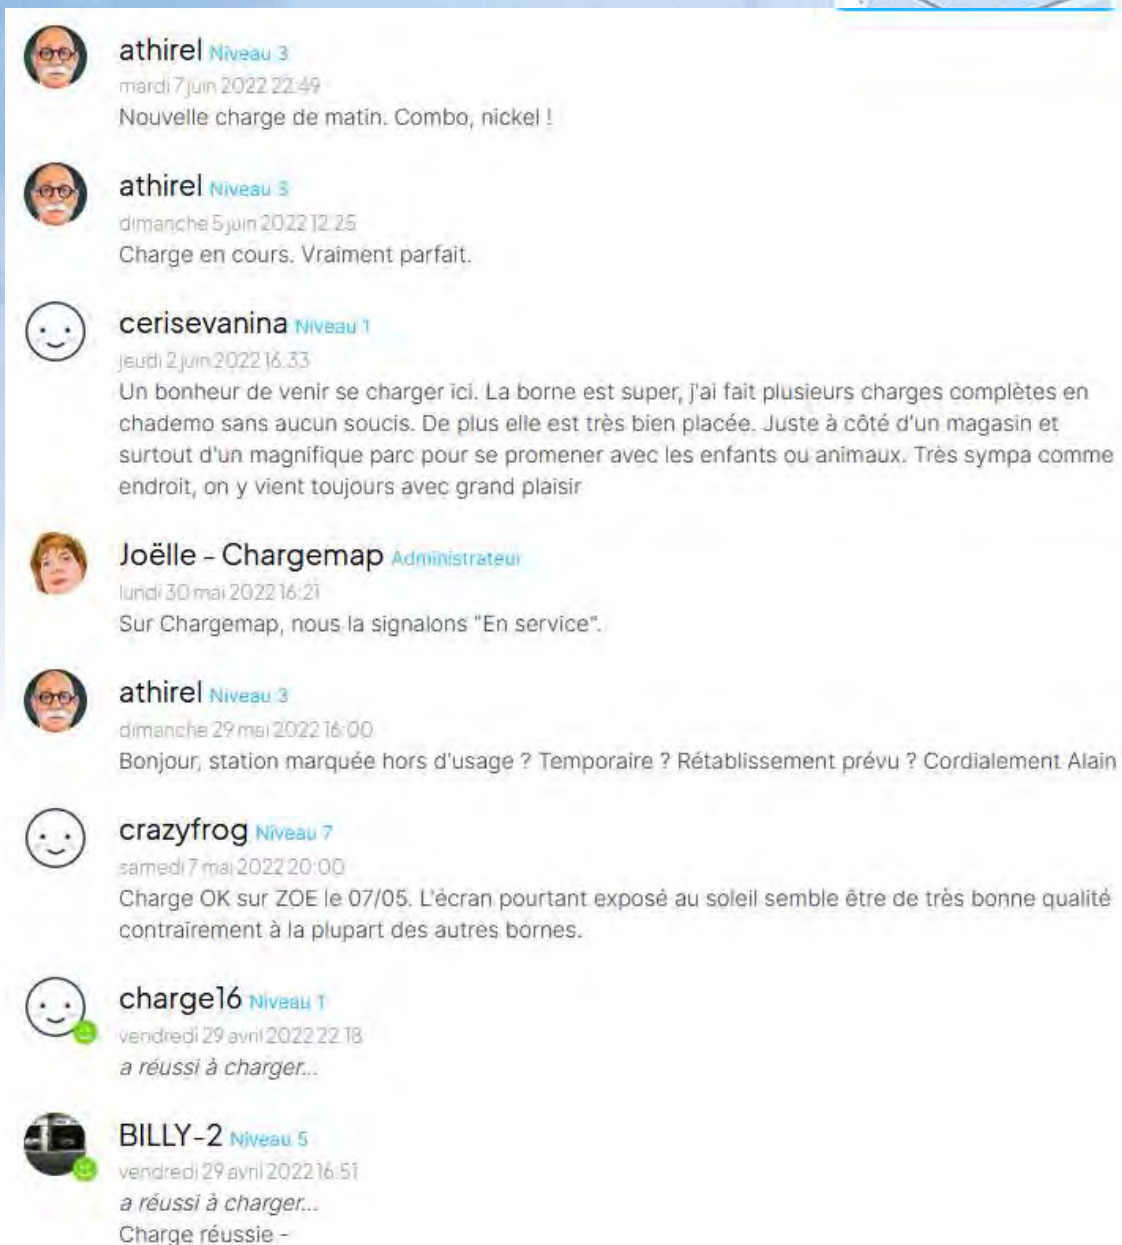 athirel Niveau 3
mardi 7 juin 2022 22:49
Nouvelle charge de matin. Combo, nickel !
athirel Niveau 3
dimanche 5 juin 2022 12:25
Charge en cours. Vraiment parfait.
cerisevanina Niveau 1
jeudi 2 juin 2022 16:33
Un bonheur de venir se charger ici. La borne est super, j'ai fait plusieurs charges complètes en
chademo sans aucun soucis. De plus elle est très bien placée. Juste à côté d'un magasin et
surtout d'un magnifique parc pour se promener avec les enfants ou animaux. Très sympa comme
endroit, on y vient toujours avec grand plaisir
Joëlle - Chargemap Administrateur
lundi 30 mai 2022 16:21
Sur Chargemap, nous la signalons "En service".
athirel Niveau 3
dimanche 29 mai 2022 16:00
Bonjour, station marquée hors d'usage ? Temporaire ? Rétablissement prévu ? Cordialement Alain
crazyfrog Niveau 7
samedi 7 mai 2022 20:00
Charge OK sur ZOE le 07/05. L'écran pourtant exposé au soleil semble être de très bonne qualité
contrairement à la plupart des autres bornes.
charge16 Niveau 1
vendredi 29 avril 2022 22:18
a réussi à charger...
BILLY-2 Niveau 5
vendredi 29 avril 2022 16:51
a réussi à charger...
Charge réussie -